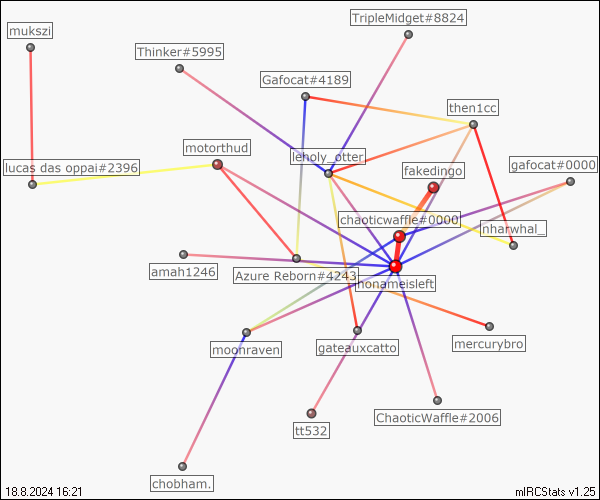 TripleMidget#8824
mukszi
Thinker#5995
Gafocat#4189
then1cc
motorthud
leholy_otter
lucas das oppai#2396
fakedingo
gafocat#0000
chaoticwaffle#0000
nharwhal_
amah1246
Azure Reborn#4243
nonameisleft
moonraven
gateauxcatto
mercurybro
ChaoticWaffle#2006
tt532
chobham.
18.8.2024 16:21
mIRCStats v1.25